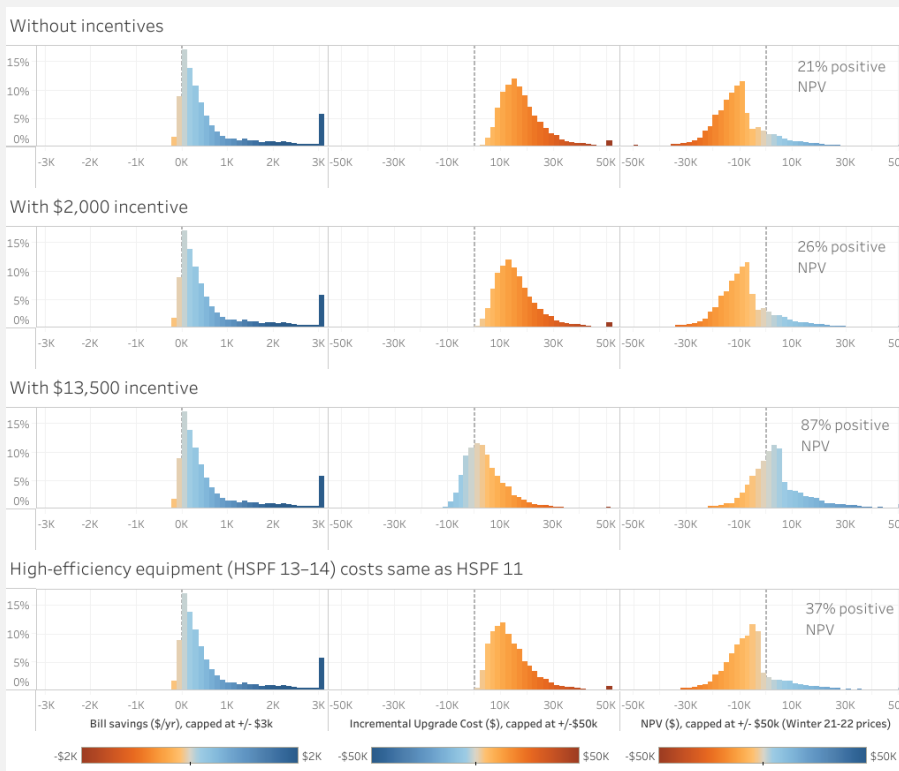 Without incentives
15%
10%
5%
0%
21% positive
NPV
-3K -2K -1K 0K 1K 2K 3K -50K -30K -10K 10K 30K 50K -50K -30K -10K 10K 30K 50
With $2,000 incentive
15%
10%
5%
0%
26% positive
NPV
-3K -2K -1K 0K 1K 2K 3K -50K -30K -10K 10K 30K 50K -50K -30K -10K 10K 30K 50
With $13,500 incentive
15%
10%
5%
0%
87% positive
NPV
-3K -2K -1K 0K 1K 2K 3K -50K -30K -10K 10K 30K 50K -50K -30K -10K 10K 30K 50
High-efficiency equipment (HSPF 13–14) costs same as HSPF 11
15%
10%
5%
0%
37% positive
NPV
-3K -2K -1K 0K 1K 2K 3K -50K -30K -10K 10K 30K 50K -50K -30K -10K 10K 30K 50
Bill savings ($/yr), capped at +/- $3k Incremental Upgrade Cost ($), capped at +/-$50k NPV ($), capped at +/- $50k (Winter 21-22 prices)
-$2K $2K -$50K $50K -$50K $50K